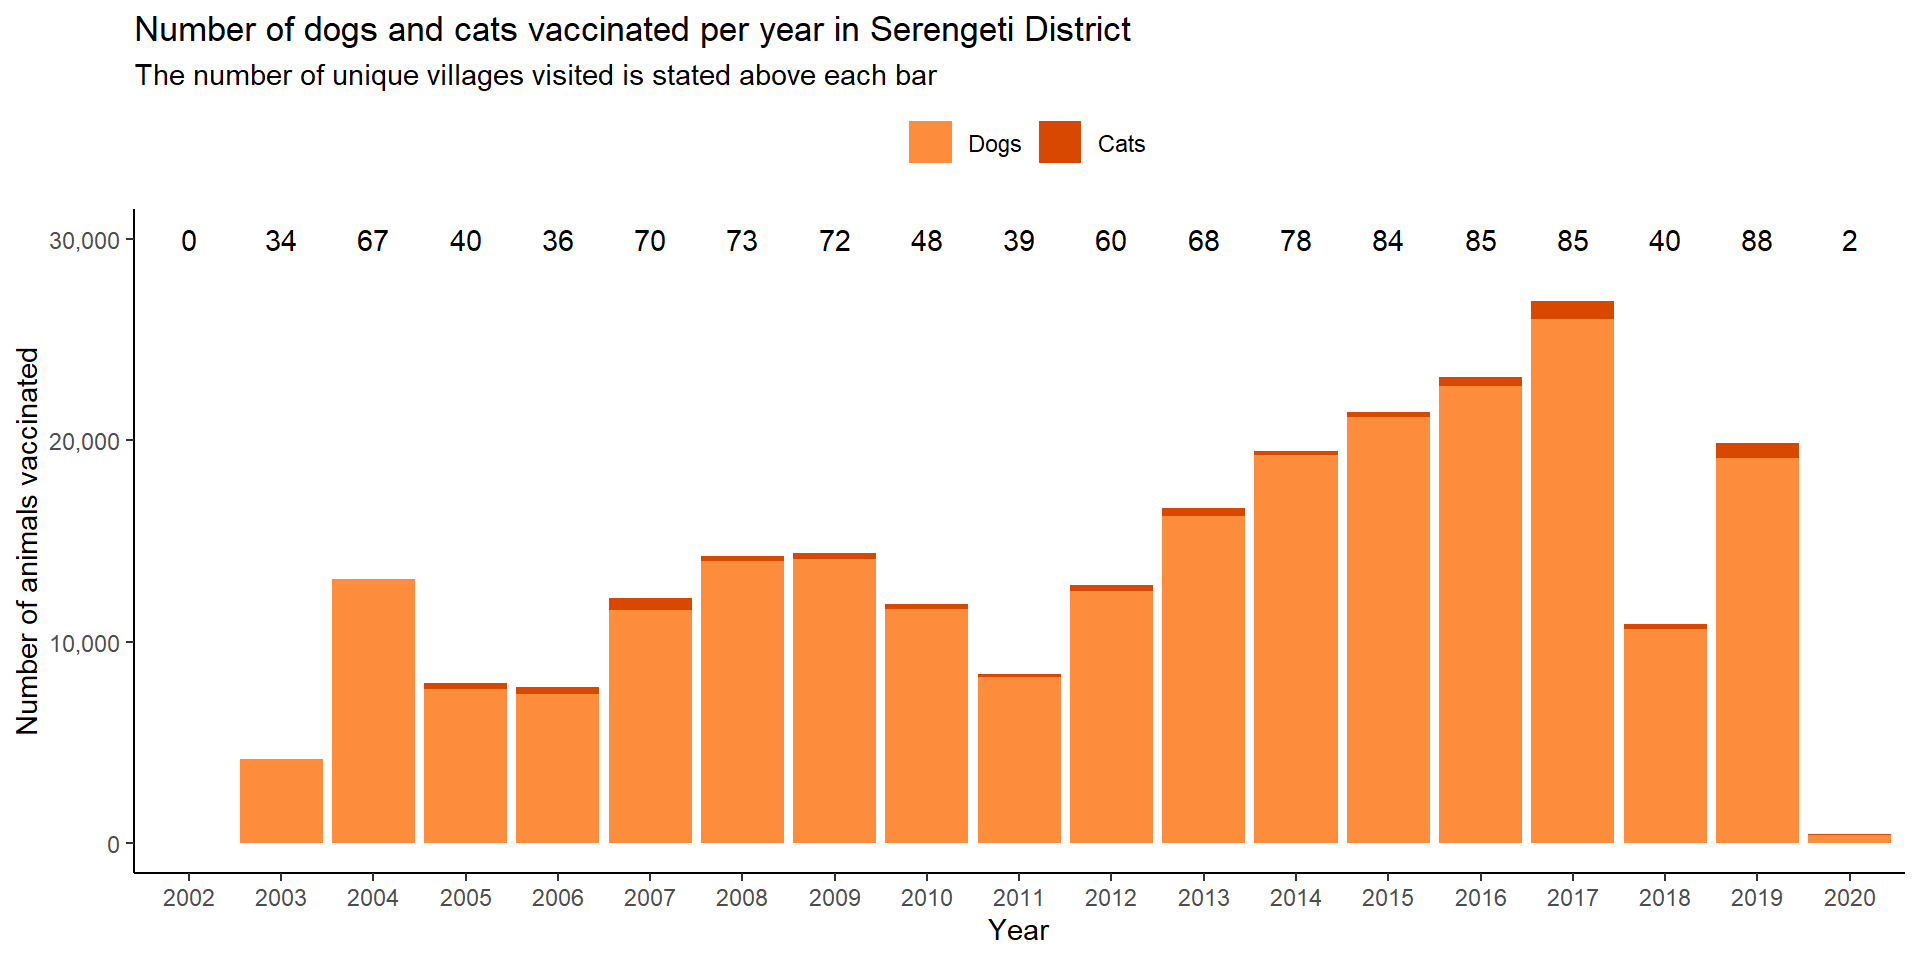 Number of dogs and cats vaccinated per year in Serengeti District
The number of unique villages visited is stated above each bar
Dogs Cats
30,000
0 34 67 40 36 70 73 72 48 39 60 68 78 84 85 85 40 88 2
20,000
10,000
0
Number of animals vaccinated
2002 2003 2004 2005 2006 2007 2008 2009 2010 2011 2012 2013 2014 2015 2016 2017 2018 2019 2020
Year